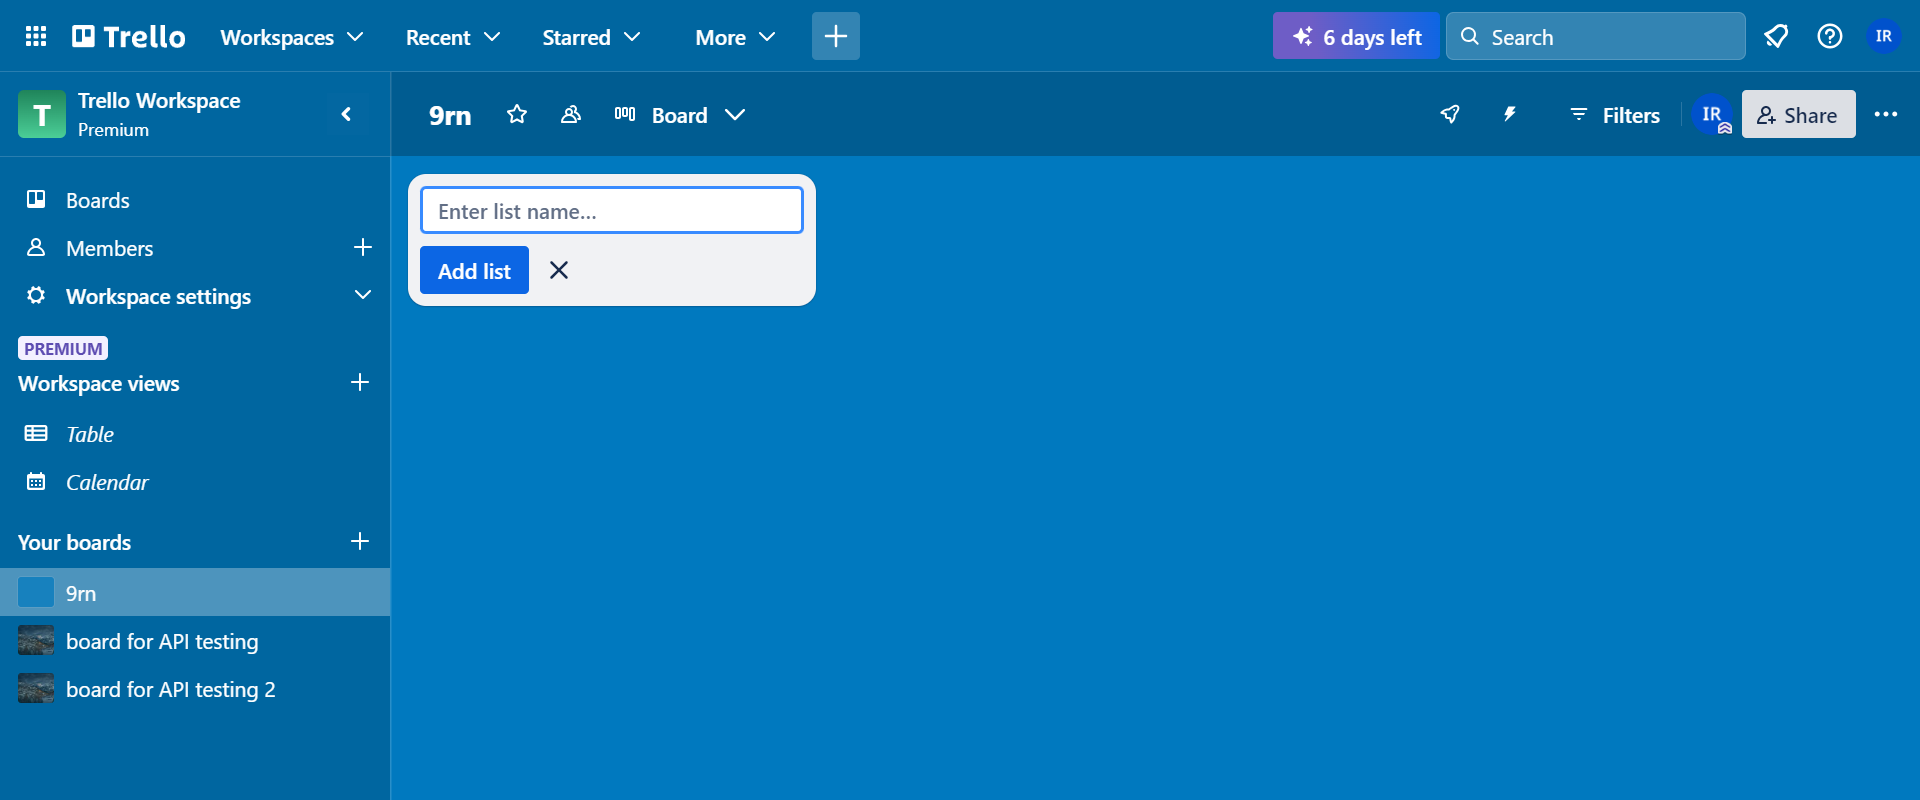 Trello
Workspaces
Recent
Starred
More
6 days left
Search
IR
T
Trello Workspace
Premium
9rn
Board
Filters
IR
Share
Boards
Members
Workspace settings
PREMIUM
Workspace views
Table
Calendar
Your boards
9rn
board for API testing
board for API testing 2
Enter list name…
Add list